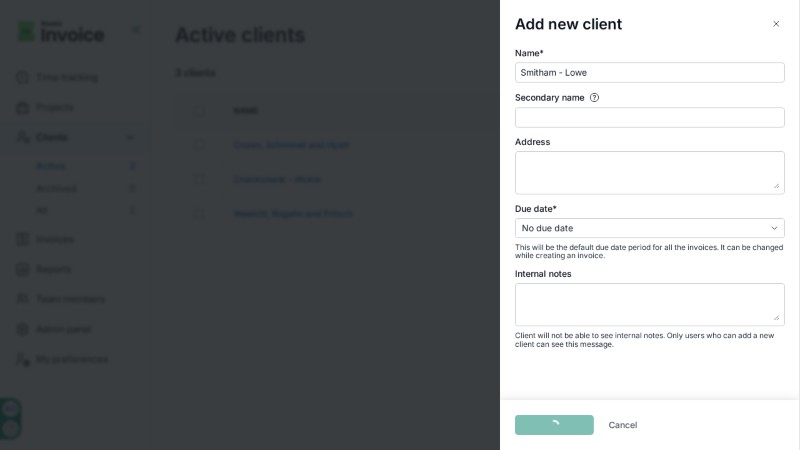 Invoice
Time tracking
Projects
Clients
Active
Archived
All
Invoices
Reports
Team members
Admin panel
My preferences
Active clients
3 clients
NAME
Add new client
Name*
Smitham - Lowe
Secondary name ?
Address
Due date*
No due date
This will be the default due date period for all the invoices. It can be changed
while creating an invoice.
Internal notes
Client will not be able to see internal notes. Only users who can add a new
client can see this message.
Cancel